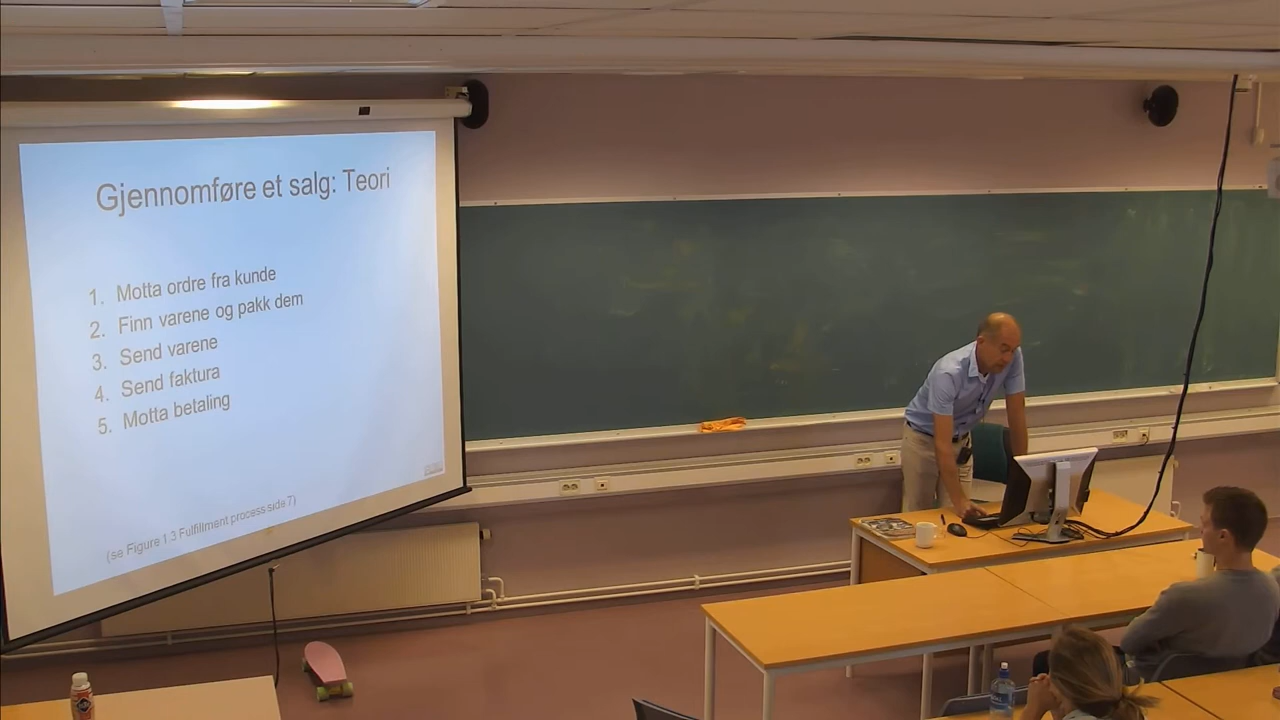 Gjennomføre et salg: Teori
1. Motta ordre fra kunde
2. Finn varene og pakk dem
3. Send varene
4. Send faktura
5. Motta betaling
(se Figure 1.3 Fulfillment process side 7)